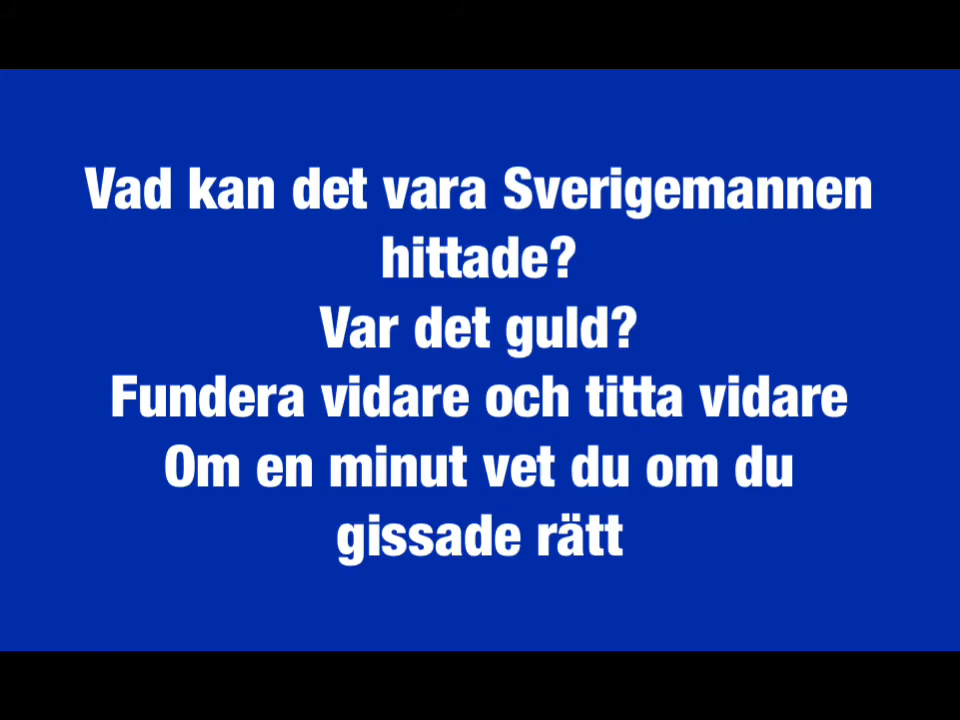 Vad kan det vara Sverigemannen
hittade?
Var det guld?
Fundera vidare och titta vidare
Om en minut vet du om du
gissade rätt